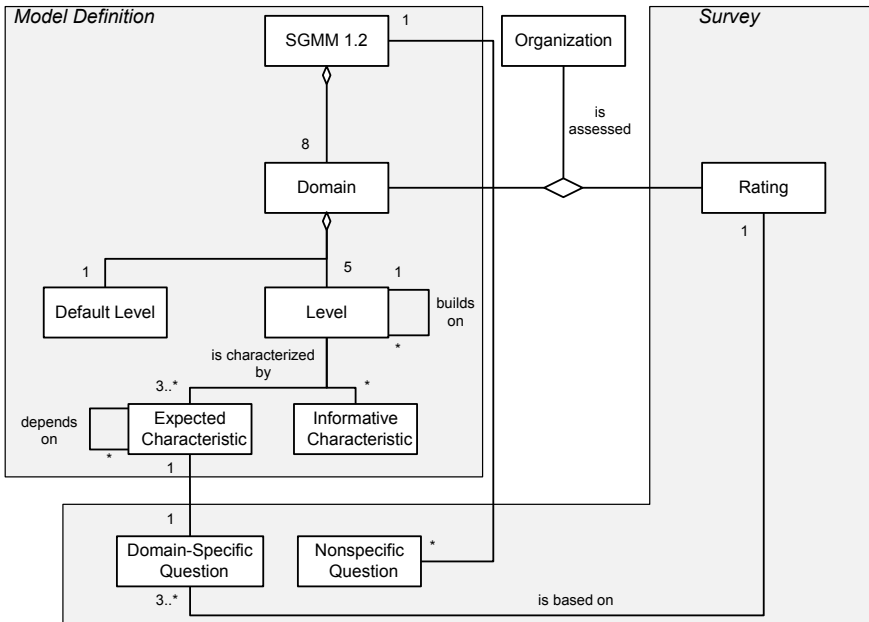 Model Definition
1
SGMM 1.2
Organization
Survey
is
assessed
8
Domain
Rating
1
1
5
1
Default Level
Level
builds
on
*
is characterized
by
3..*
*
depends
on
Expected
Characteristic
Informative
Characteristic
*
1
1
Domain-Specific
Question
Nonspecific
Question
*
3..*
is based on